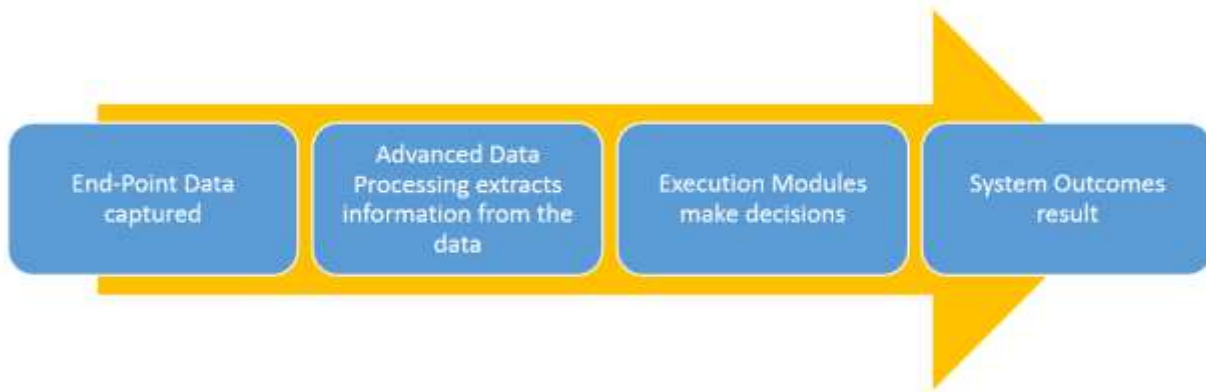 End-Point Data
captured
Advanced Data
Processing extracts
information from the
data
Execution Modules
make decisions
System Outcomes
result